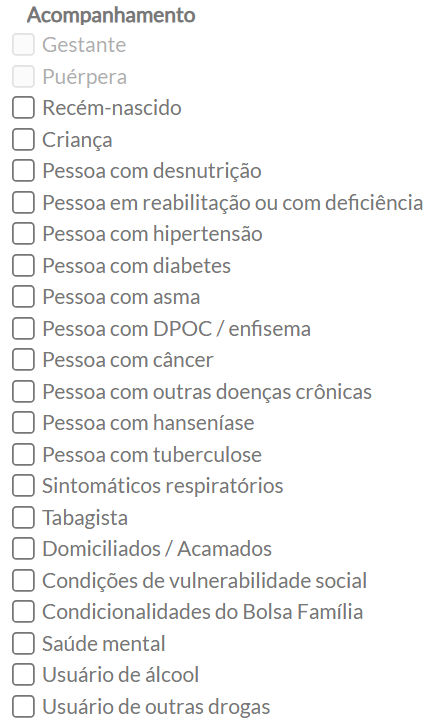 Acompanhamento
Gestante
Puérpera
Recém-nascido
Criança
Pessoa com desnutrição
Pessoa em reabilitação ou com deficiência
Pessoa com hipertensão
Pessoa com diabetes
Pessoa com asma
Pessoa com DPOC / enfisema
Pessoa com câncer
Pessoa com outras doenças crônicas
Pessoa com hanseníase
Pessoa com tuberculose
Sintomáticos respiratórios
Tabagista
Domiciliados / Acamados
Condições de vulnerabilidade social
Condicionalidades do Bolsa Família
Saúde mental
Usuário de álcool
Usuário de outras drogas